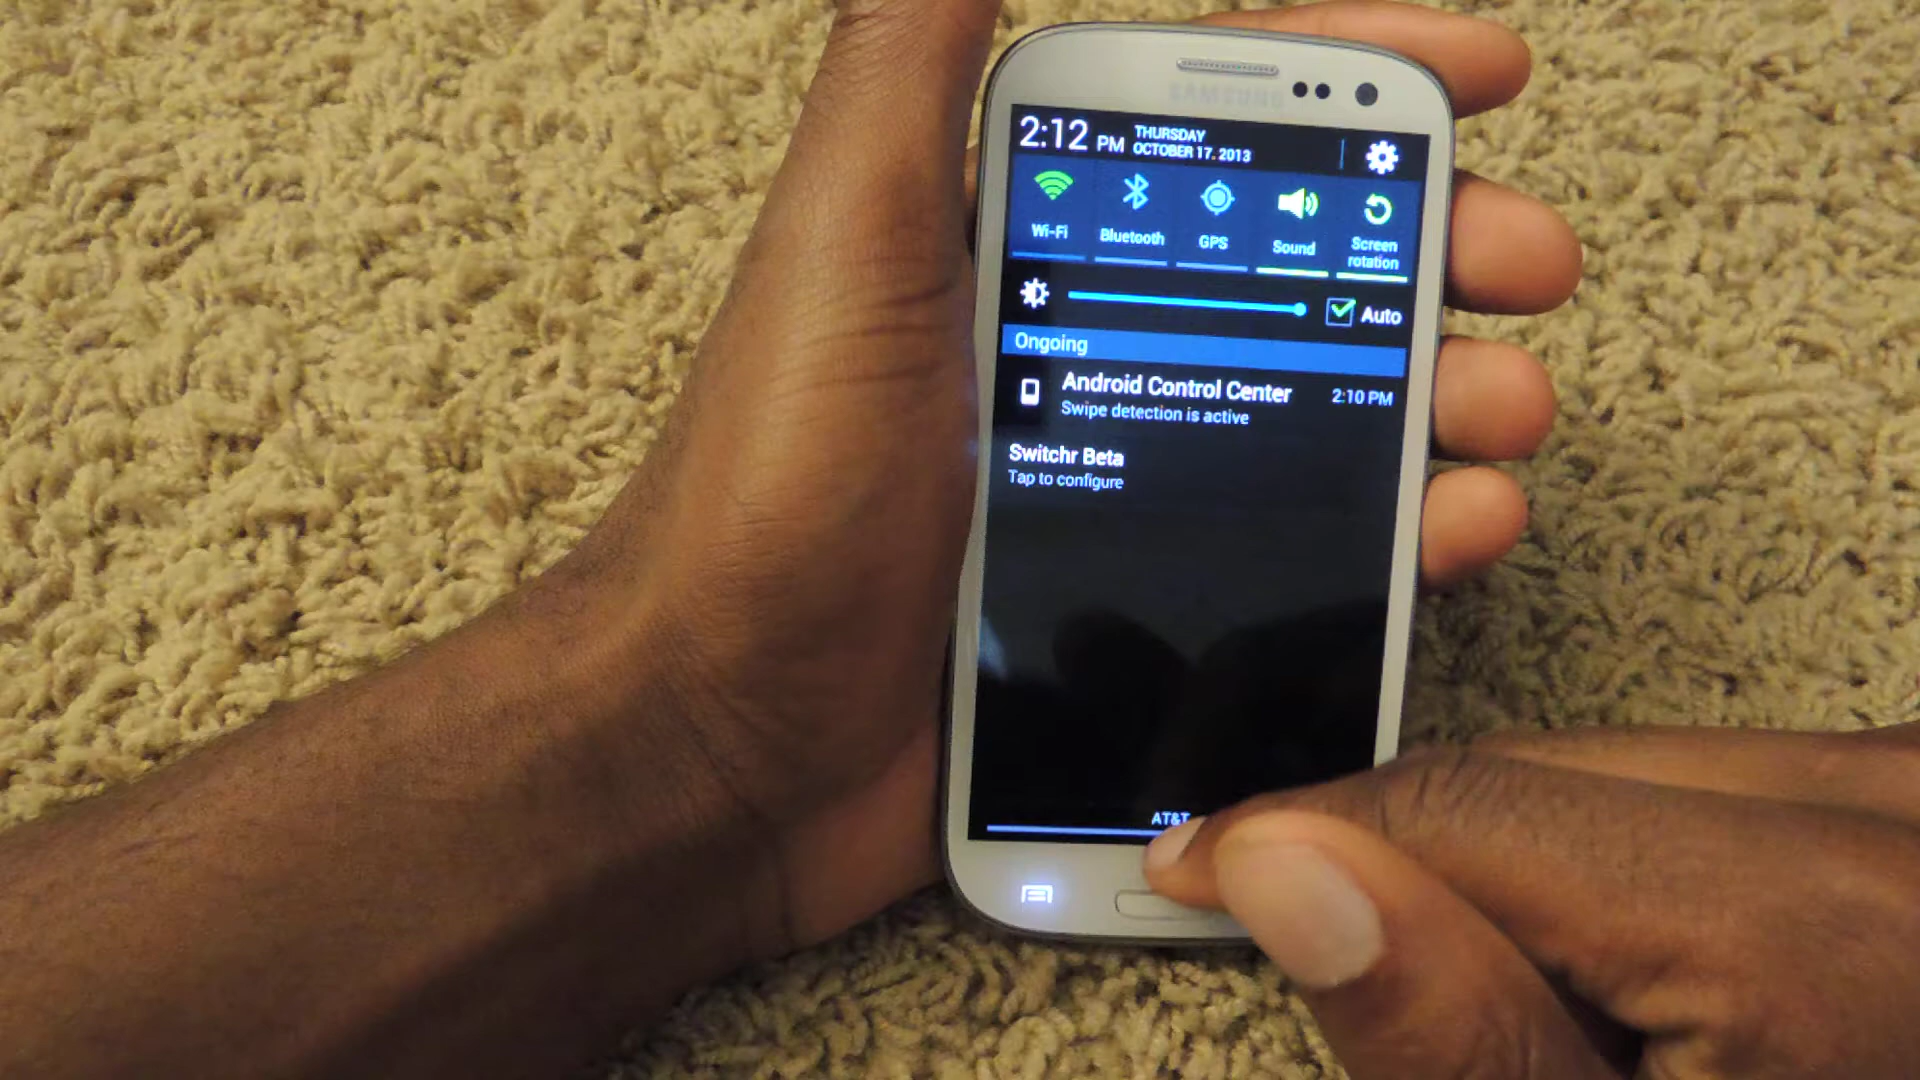 SAMSUNG
2:12 PM
THURSDAY
OCTOBER 17, 2013
Wi-Fi
Bluetooth
GPS
Sound
Screen
rotation
Auto
Ongoing
Android Control Center
2:10 PM
Swipe detection is active
Switchr Beta
Tap to configure
AT&T